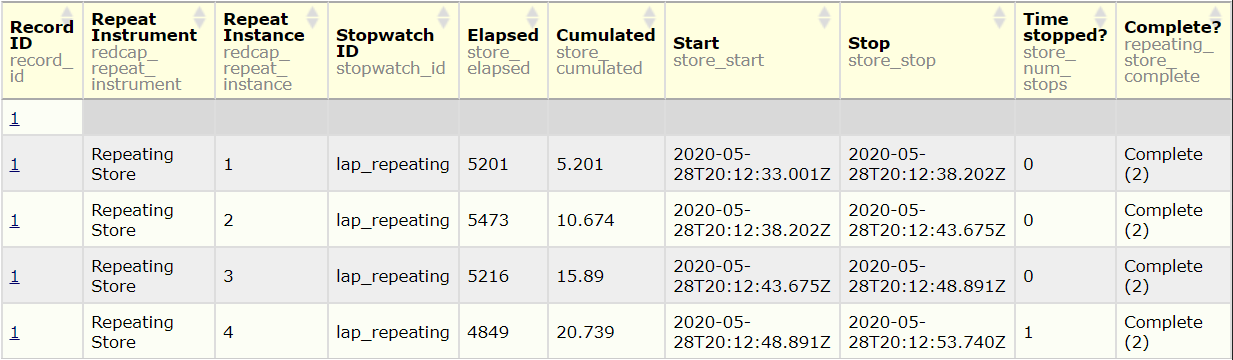 Record ID record_id Repeat Instrument redcap_repeat_instrument Repeat Instance redcap_repeat_instance Stopwatch ID stopwatch_id Elapsed store_elapsed Cumulated store_cumulated Start store_start Stop store_stop Time stopped? store_num_stops Complete? repeating_store_complete
1
1 Repeating Store 1 lap_repeating 5201 5.201 2020-05-28T20:12:33.001Z 2020-05-28T20:12:38.202Z 0 Complete (2)
1 Repeating Store 2 lap_repeating 5473 10.674 2020-05-28T20:12:38.202Z 2020-05-28T20:12:43.675Z 0 Complete (2)
1 Repeating Store 3 lap_repeating 5216 15.89 2020-05-28T20:12:43.675Z 2020-05-28T20:12:48.891Z 0 Complete (2)
1 Repeating Store 4 lap_repeating 4849 20.739 2020-05-28T20:12:48.891Z 2020-05-28T20:12:53.740Z 1 Complete (2)